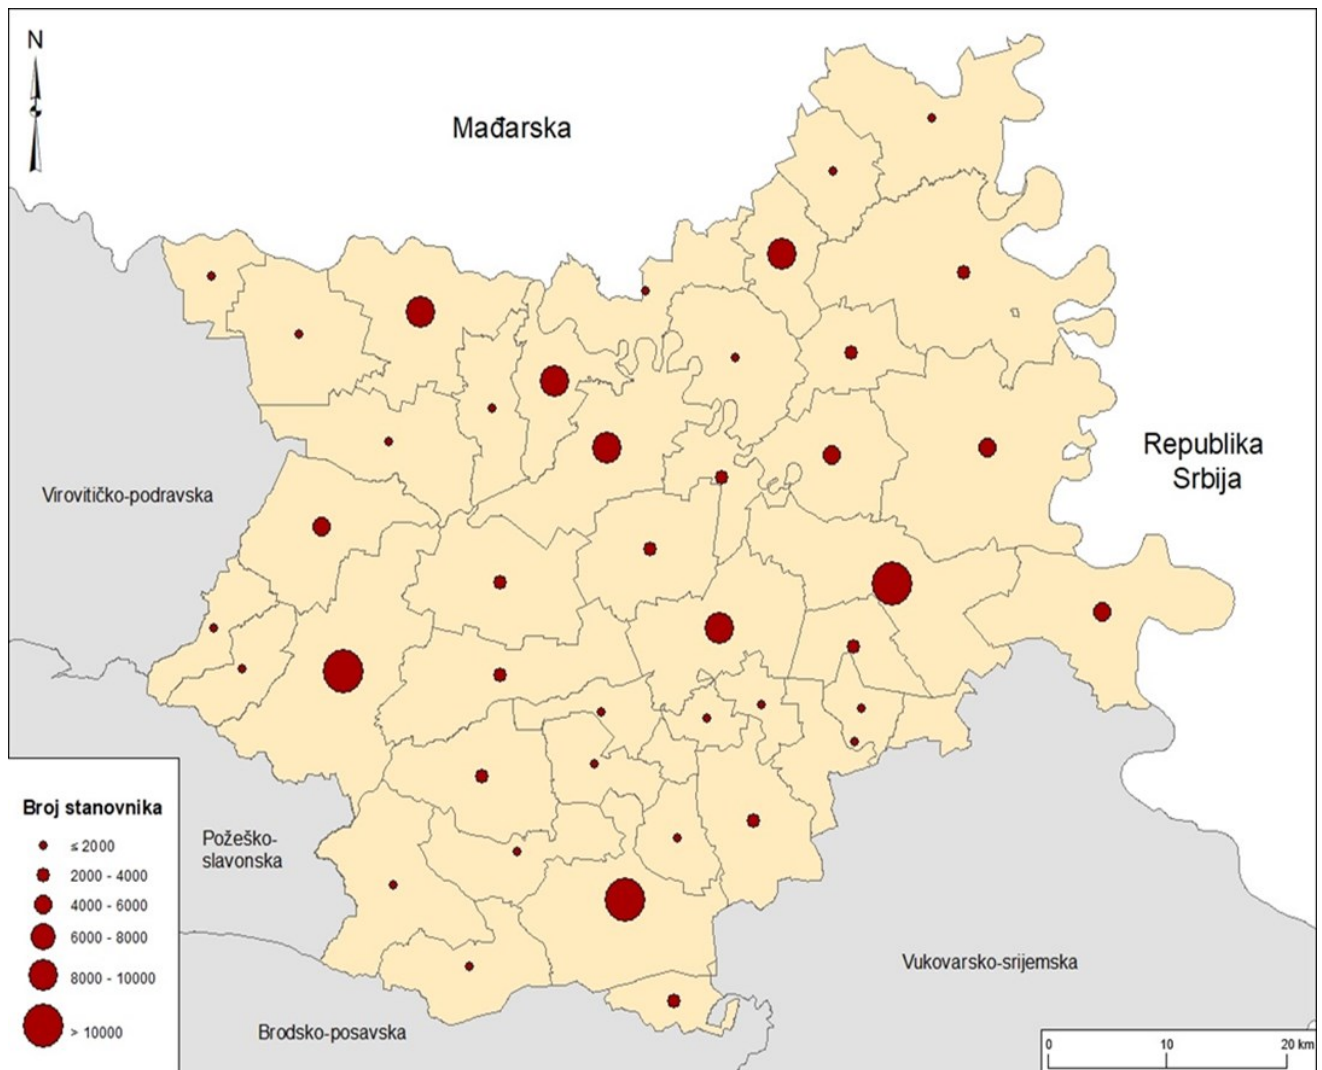 N
Mađarska
Republika
Srbija
Virovitičko-podravska
Broj stanovnika
≤ 2000
2000 - 4000
4000 - 6000
6000 - 8000
8000 - 10000
> 10000
Požeško-
slavonska
Vukovarsko-srijemska
Brodsko-posavska
0 10 20 km